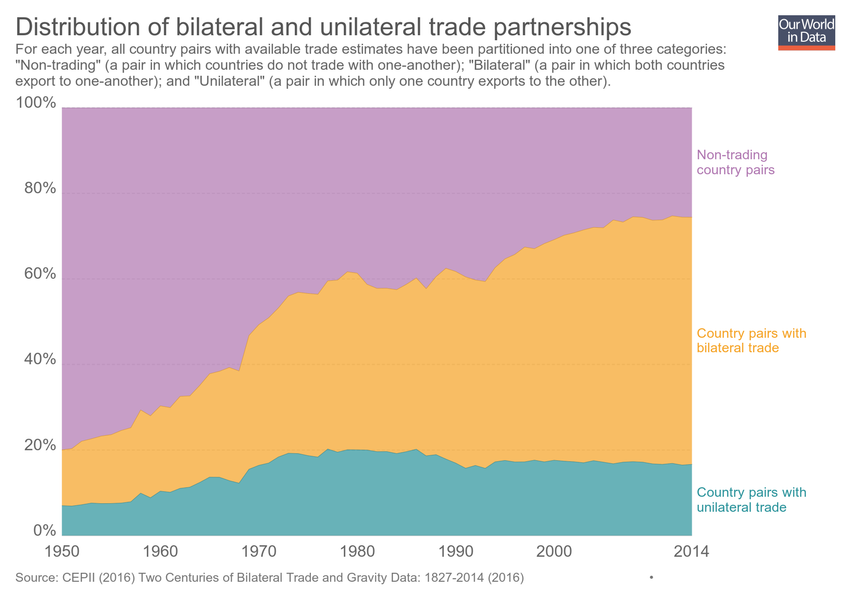 Distribution of bilateral and unilateral trade partnerships
Our World
in Data
For each year, all country pairs with available trade estimates have been partitioned into one of three categories:
"Non-trading" (a pair in which countries do not trade with one-another); "Bilateral" (a pair in which both countries
export to one-another); and "Unilateral" (a pair in which only one country exports to the other).
100%
80%
60%
40%
20%
0%
Non-trading
country pairs
Country pairs with
bilateral trade
Country pairs with
unilateral trade
1950
1960
1970
1980
1990
2000
2014
Source: CEPII (2016) Two Centuries of Bilateral Trade and Gravity Data: 1827-2014 (2016)
•